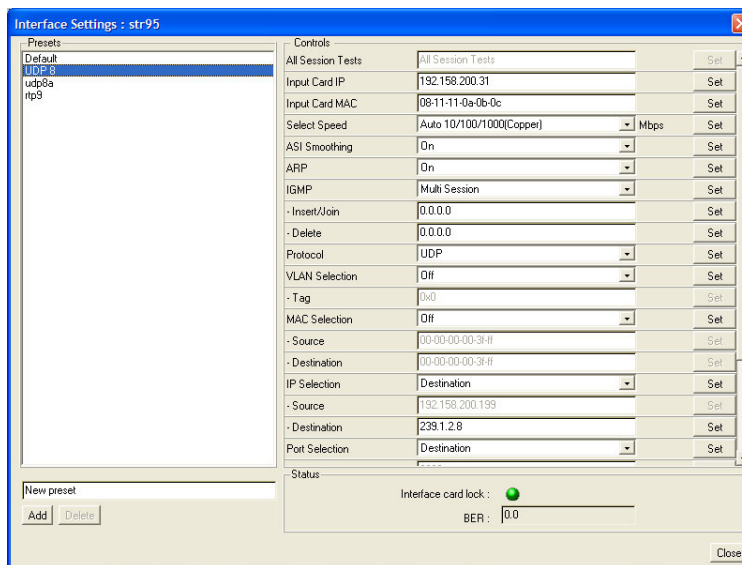 Interface Settings : str95
Presets
Default
UDP 8
udp8a
rtp9
New preset
Add Delete
Controls
All Session Tests All Session Tests Set
Input Card IP 192.158.200.31 Set
Input Card MAC 08-11-11-0a-0b-0c Set
Select Speed Auto 10/100/1000(Copper) Mbps Set
ASI Smoothing On Set
ARP On Set
IGMP Multi Session Set
- Insert/Join 0.0.0.0 Set
- Delete 0.0.0.0 Set
Protocol UDP Set
VLAN Selection Off Set
- Tag 0x0 Set
MAC Selection Off Set
- Source 00-00-00-00-3f-ff Set
- Destination 00-00-00-00-3f-ff Set
IP Selection Destination Set
- Source 192.158.200.199 Set
- Destination 239.1.2.8 Set
Port Selection Destination Set
Status
Interface card lock :
BER : 0.0
Close